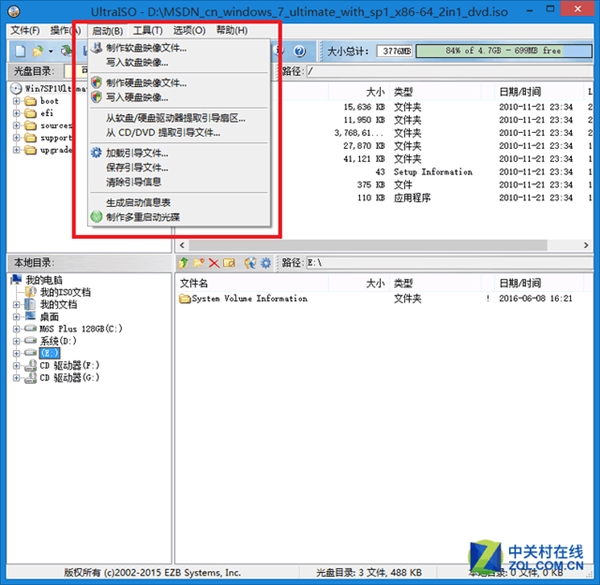 UltraISO - D:\MSDN_cn_windows_7_ultimate_with_sp1_x86-64_2in1_dvd.iso
文件(F) 操作(A) 启动(B) 工具(T) 选项(O) 帮助(H)
大小总计: 3776MB 84% of 4.7GB - 699MB free
光盘目录: 路径: /
Win7SP1Ultima
boot
efi
sources
support
upgrade
制作软盘映像文件...
写入软盘映像...
制作硬盘映像文件...
写入硬盘映像...
从软盘/硬盘驱动器提取引导扇区...
从 CD/DVD 提取引导文件...
加载引导文件...
保存引导文件...
清除引导信息
生成启动信息表
制作多重启动光碟
大小 类型 日期/时间
15,636 KB 文件夹 2010-11-21 23:34
11,950 KB 文件夹 2010-11-21 23:34
3,768,61... 文件夹 2010-11-21 23:34
27,870 KB 文件夹 2010-11-21 23:34
41,121 KB 文件夹 2010-11-21 23:34
43 Setup Information 2010-11-21 23:34
375 KB 文件 2010-11-21 23:34
110 KB 应用程序 2010-11-21 23:34
本地目录: 路径: E:\
我的电脑
我的ISO文档
我的文档
桌面
M6S Plus 128GB(C:)
系统(D:)
(E:)
CD 驱动器(F:)
CD 驱动器(G:)
文件名 大小 类型 日期/时间
System Volume Information 文件夹 ! 2016-06-08 16:21
版权所有 (c)2002-2015 EZB Systems, Inc. 光盘目录: 3 文件, 488 KB 本地目录: 0 文件, 0 KB
Z
中关村在线
ZOL.COM.CN